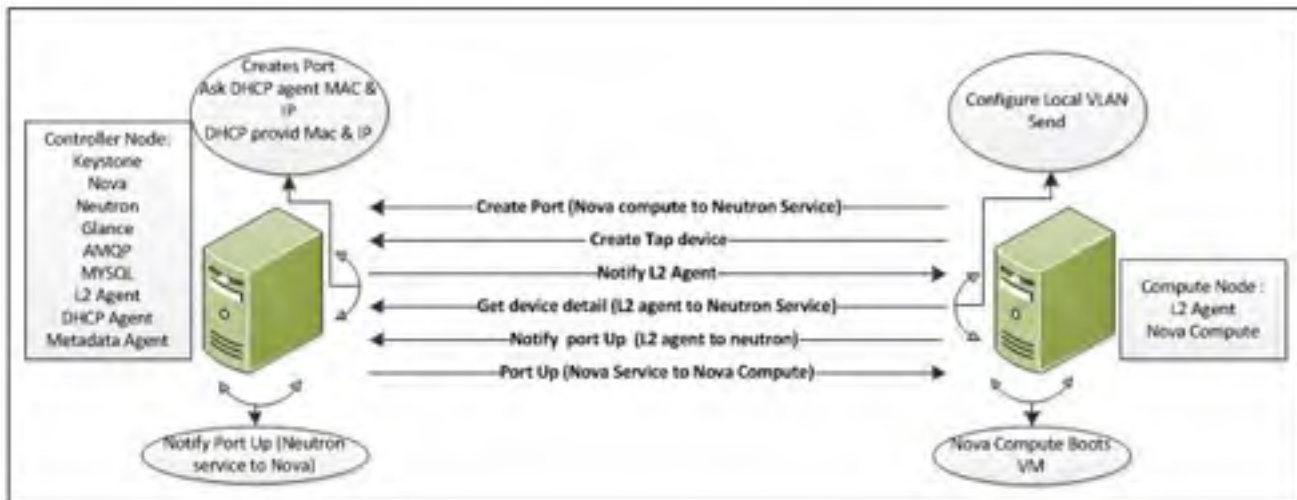 Creates Port
Ask DHCP agent MAC &
IP
DHCP provid Mac & IP
Configure Local VLAN
Send
Controller Node:
Keystone
Nova
Neutron
Glance
AMQP
MYSQL
L2 Agent
DHCP Agent
Metadata Agent
Create Port (Nova compute to Neutron Service)
Create Tap device
Notify L2 Agent
Get device detail (L2 agent to Neutron Service)
Notify port Up (L2 agent to neutron)
Port Up (Nova Service to Nova Compute)
Compute Node :
L2 Agent
Nova Compute
Notify Port Up (Neutron
service to Nova)
Nova Compute Boots
VM